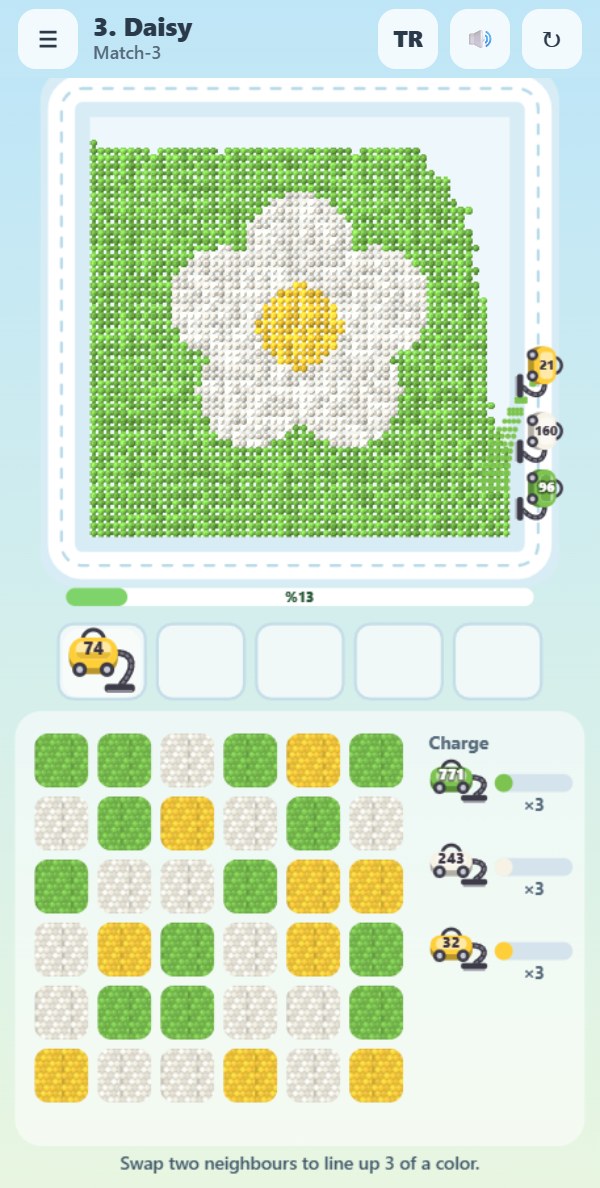 ☰
3. Daisy
Match-3
TR
↻
21
160
96
%13
74
Charge
771
×3
243
×3
32
×3
Swap two neighbours to line up 3 of a color.